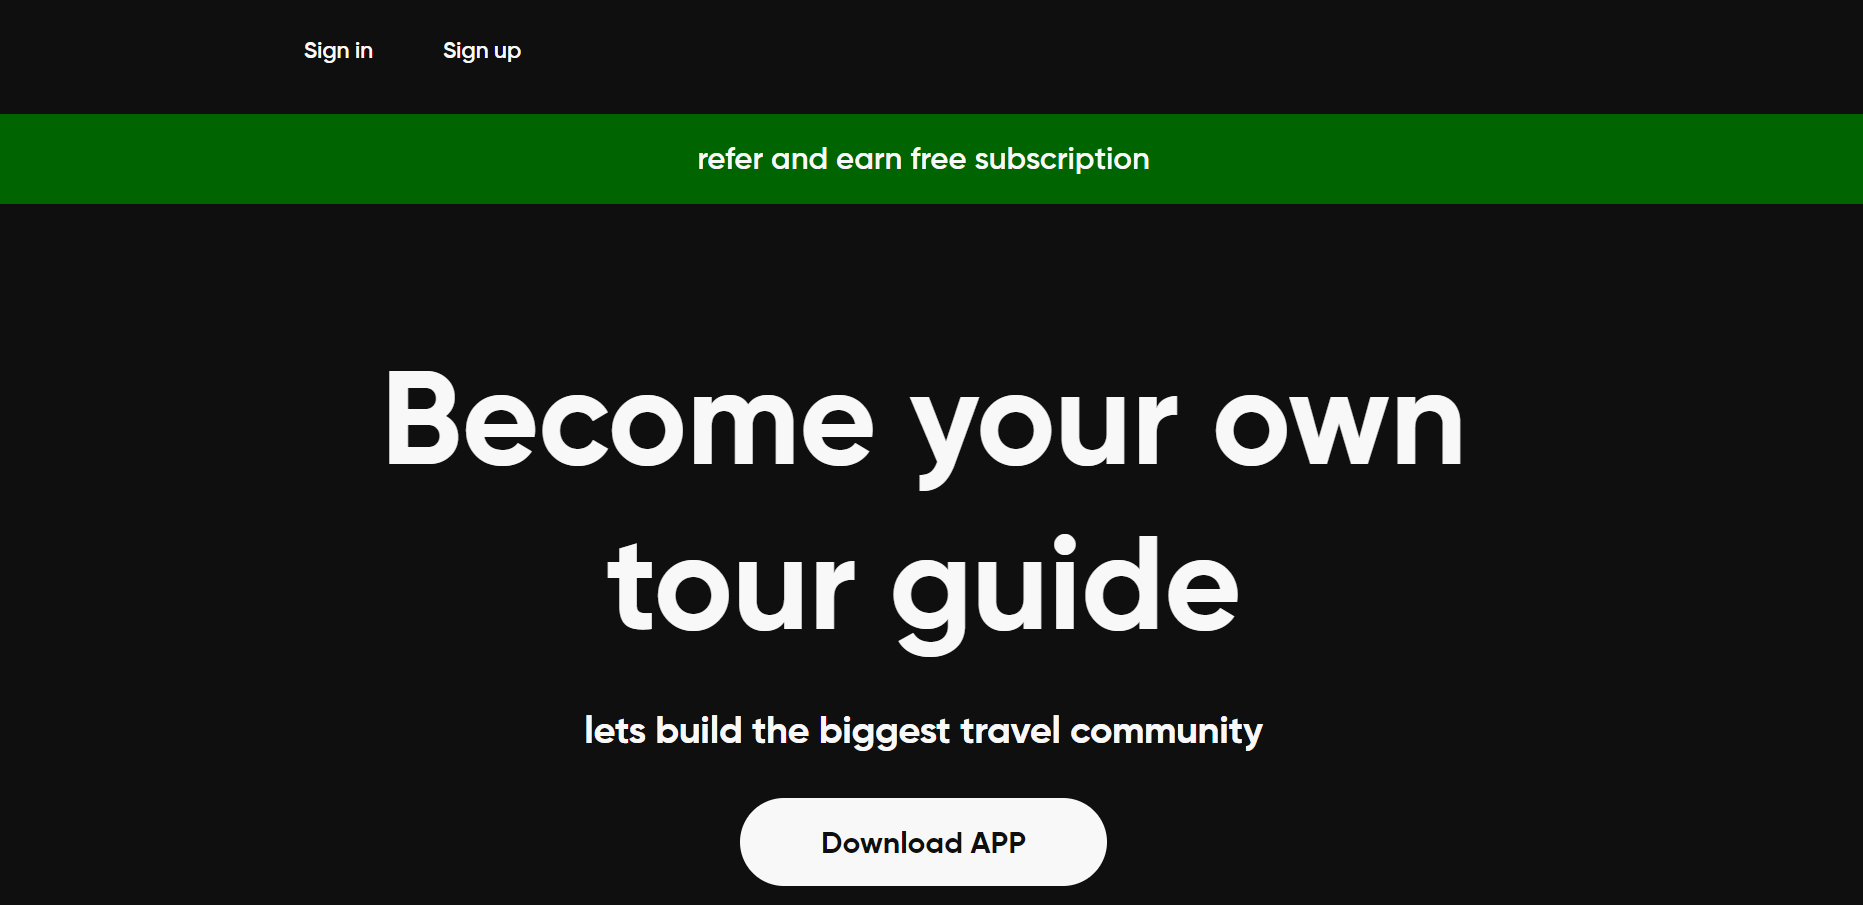 Sign in Sign up
refer and earn free subscription
Become your own
tour guide
lets build the biggest travel community
Download APP